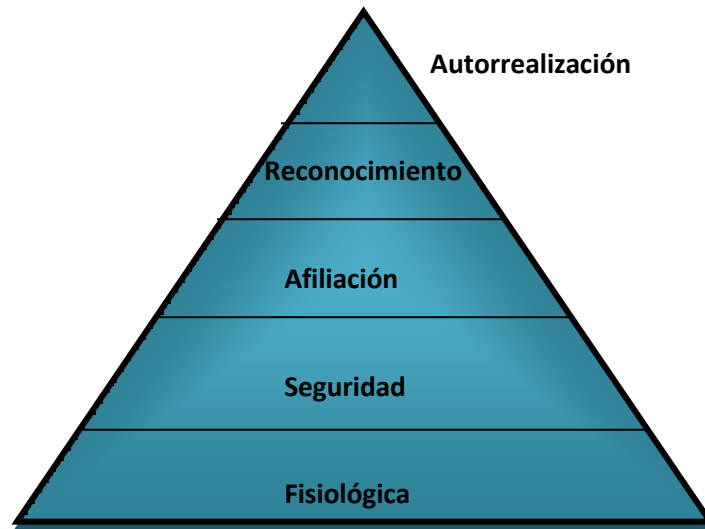 Autorrealización
Reconocimiento
Afiliación
Seguridad
Fisiológica